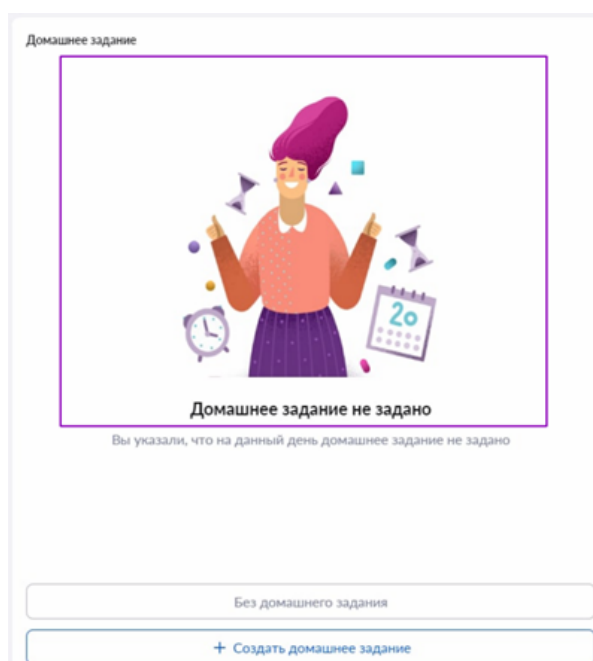 Домашнее задание
20
Домашнее задание не задано
Вы указали, что на данный день домашнее задание не задано
Без домашнего задания
+ Создать домашнее задание